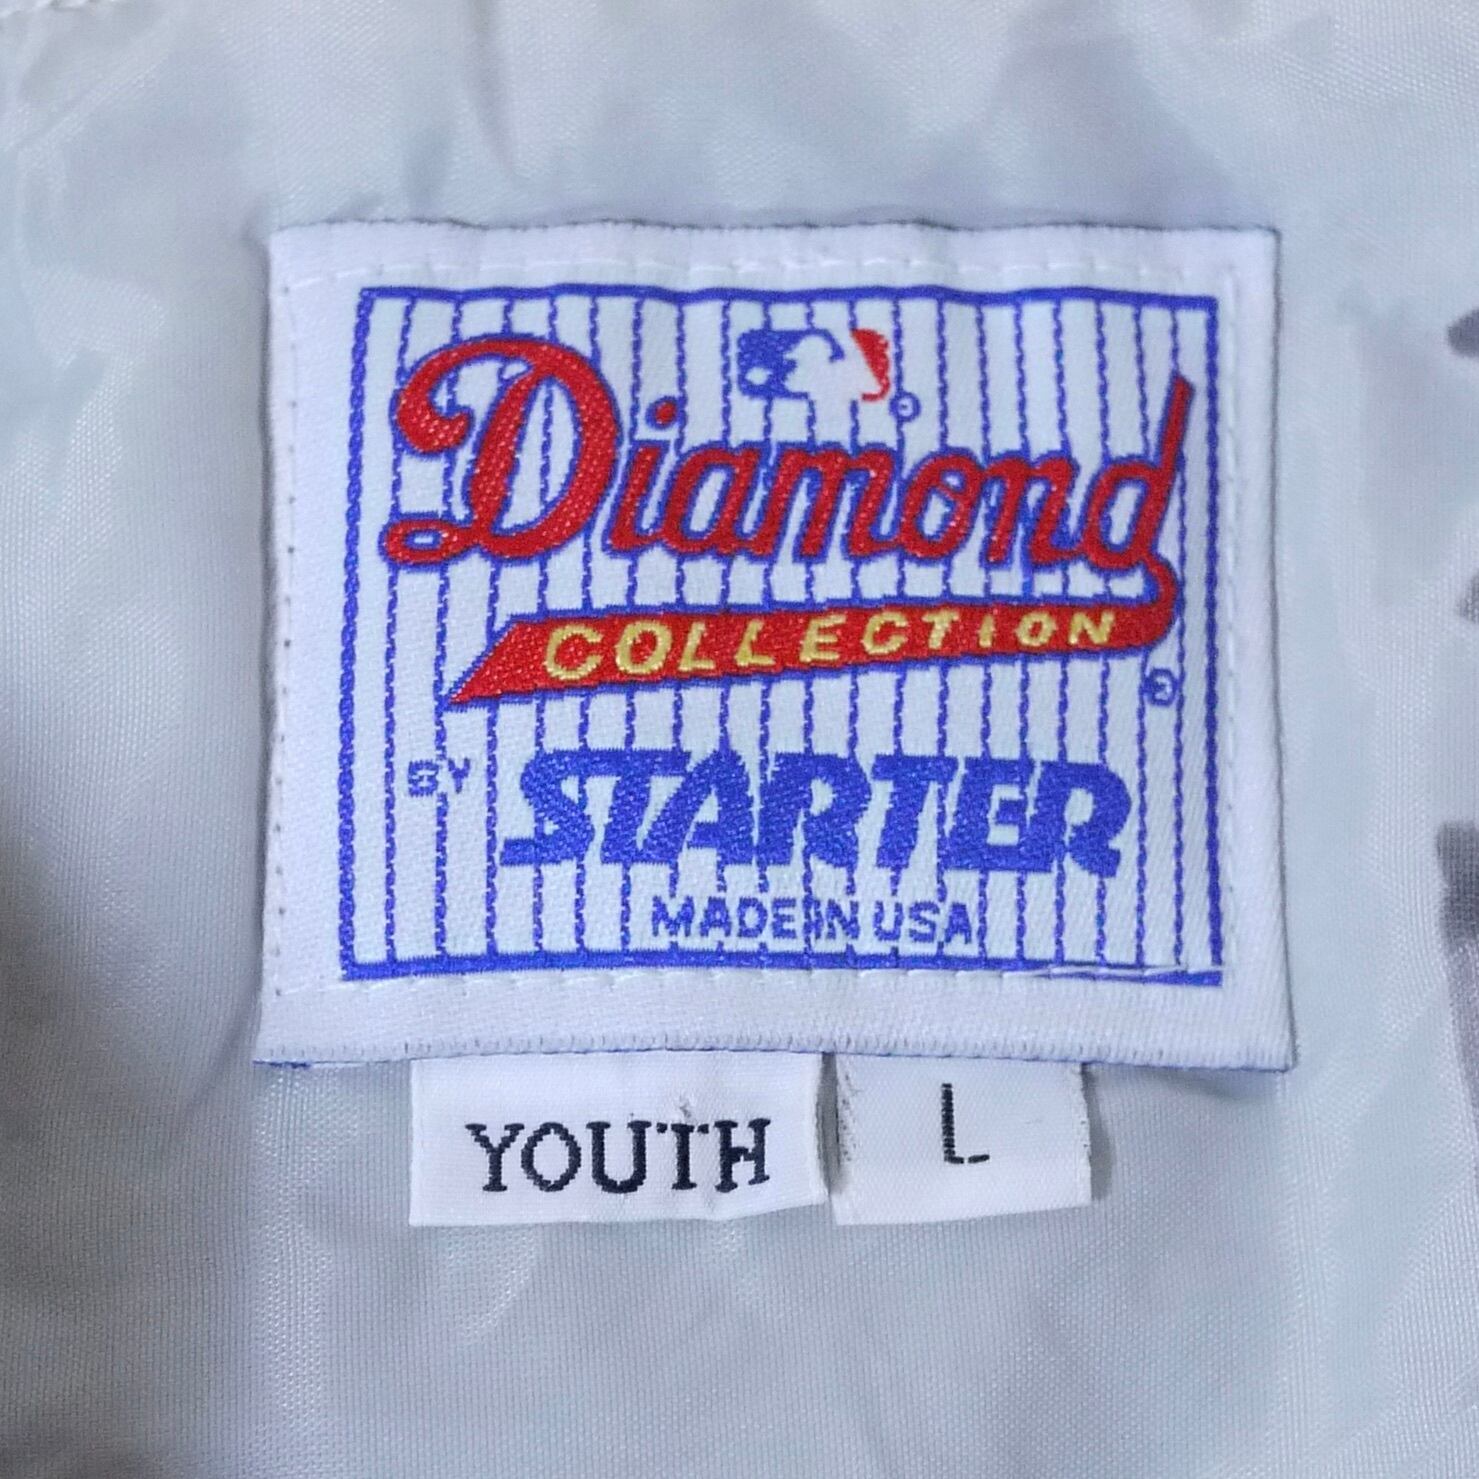 Diamond
COLLECTION
BY STARTER
MADE IN USA
YOUTH L